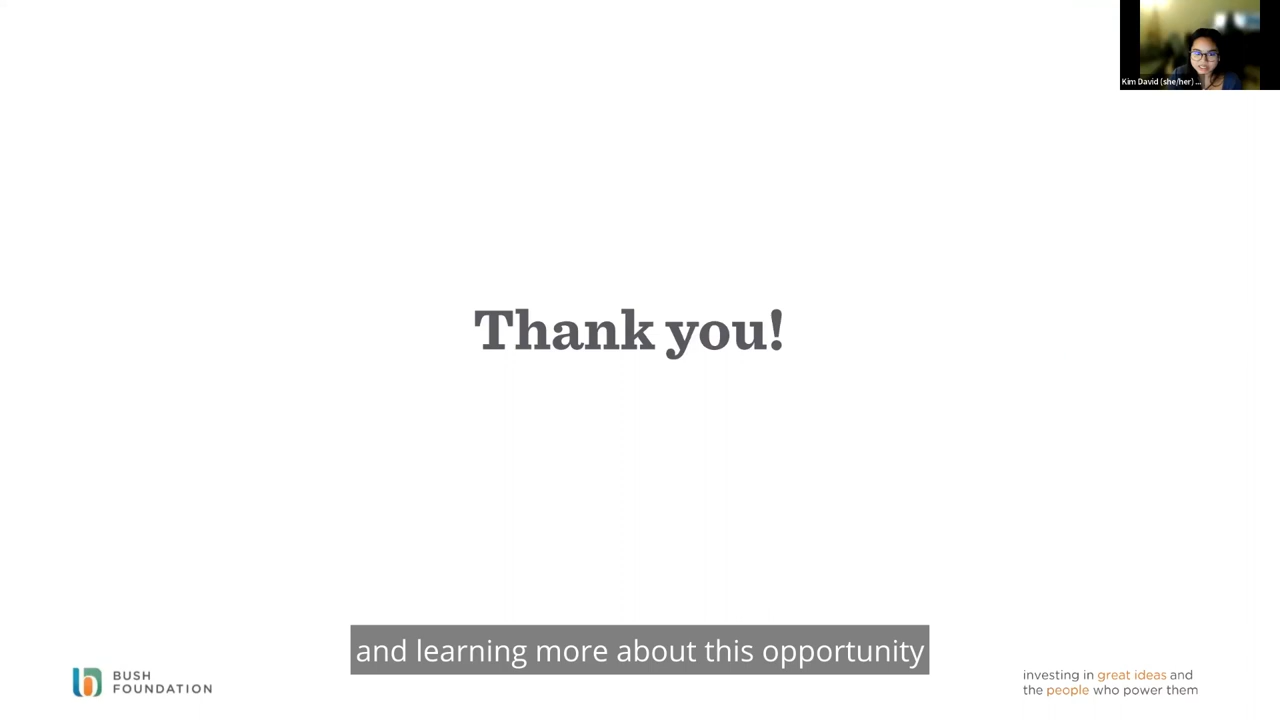 Kim David (she/her) ...
Thank you!
and learning more about this opportunity
BUSH
FOUNDATION
investing in great ideas and
the people who power them